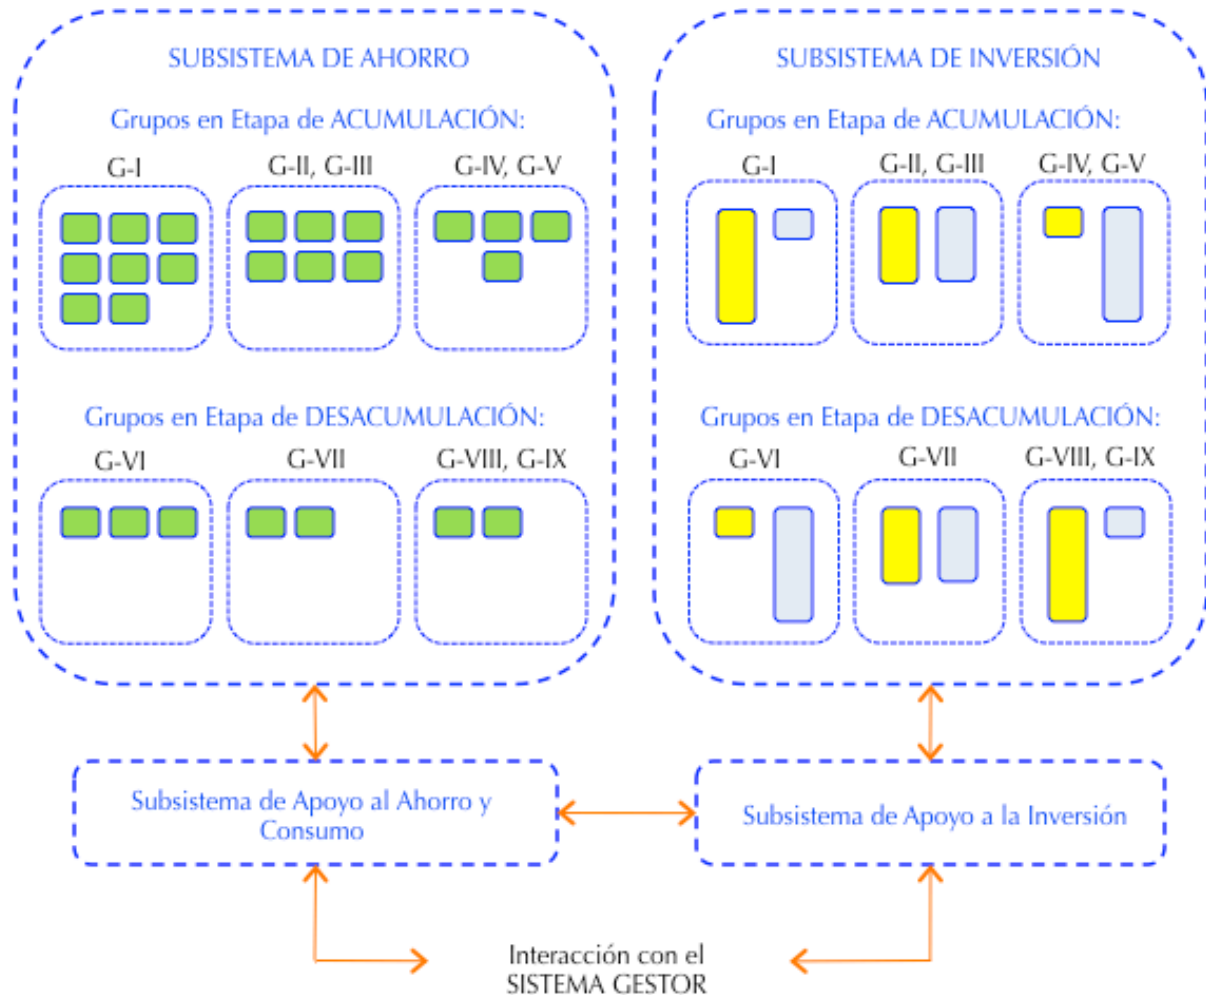 SUBSISTEMA DE AHORRO
Grupos en Etapa de ACUMULACIÓN:
G-I
G-II, G-III
G-IV, G-V
Grupos en Etapa de DESACUMULACIÓN:
G-VI
G-VII
G-VIII, G-IX
SUBSISTEMA DE INVERSIÓN
Grupos en Etapa de ACUMULACIÓN:
G-I
G-II, G-III
G-IV, G-V
Grupos en Etapa de DESACUMULACIÓN:
G-VI
G-VII
G-VIII, G-IX
Subsistema de Apoyo al Ahorro y
Consumo
Subsistema de Apoyo a la Inversión
Interacción con el
SISTEMA GESTOR